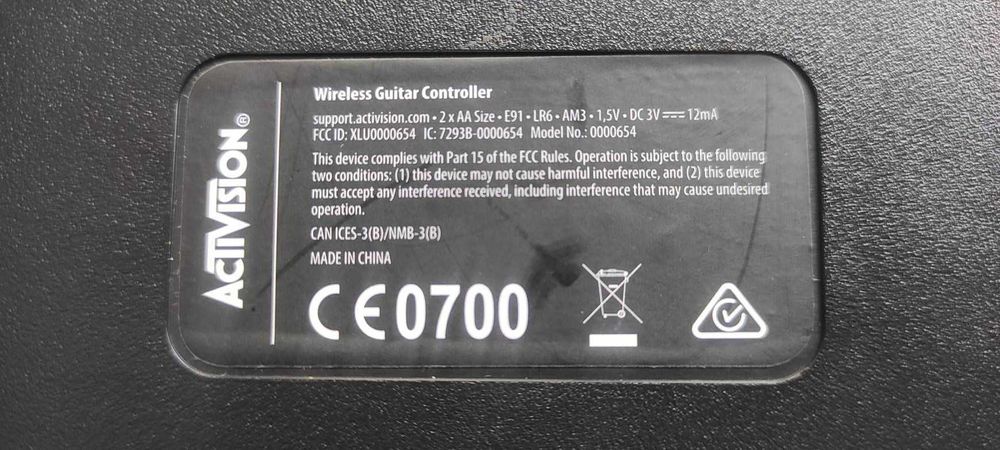 ACTIVISION®
Wireless Guitar Controller
support.activision.com • 2 x AA Size • E91 • LR6 • AM3 • 1,5V • DC 3V ⎓ 12mA
FCC ID: XLU0000654 IC: 7293B-0000654 Model No.: 0000654
This device complies with Part 15 of the FCC Rules. Operation is subject to the following
two conditions: (1) this device may not cause harmful interference, and (2) this device
must accept any interference received, including interference that may cause undesired
operation.
CAN ICES-3(B)/NMB-3(B)
MADE IN CHINA
CE0700